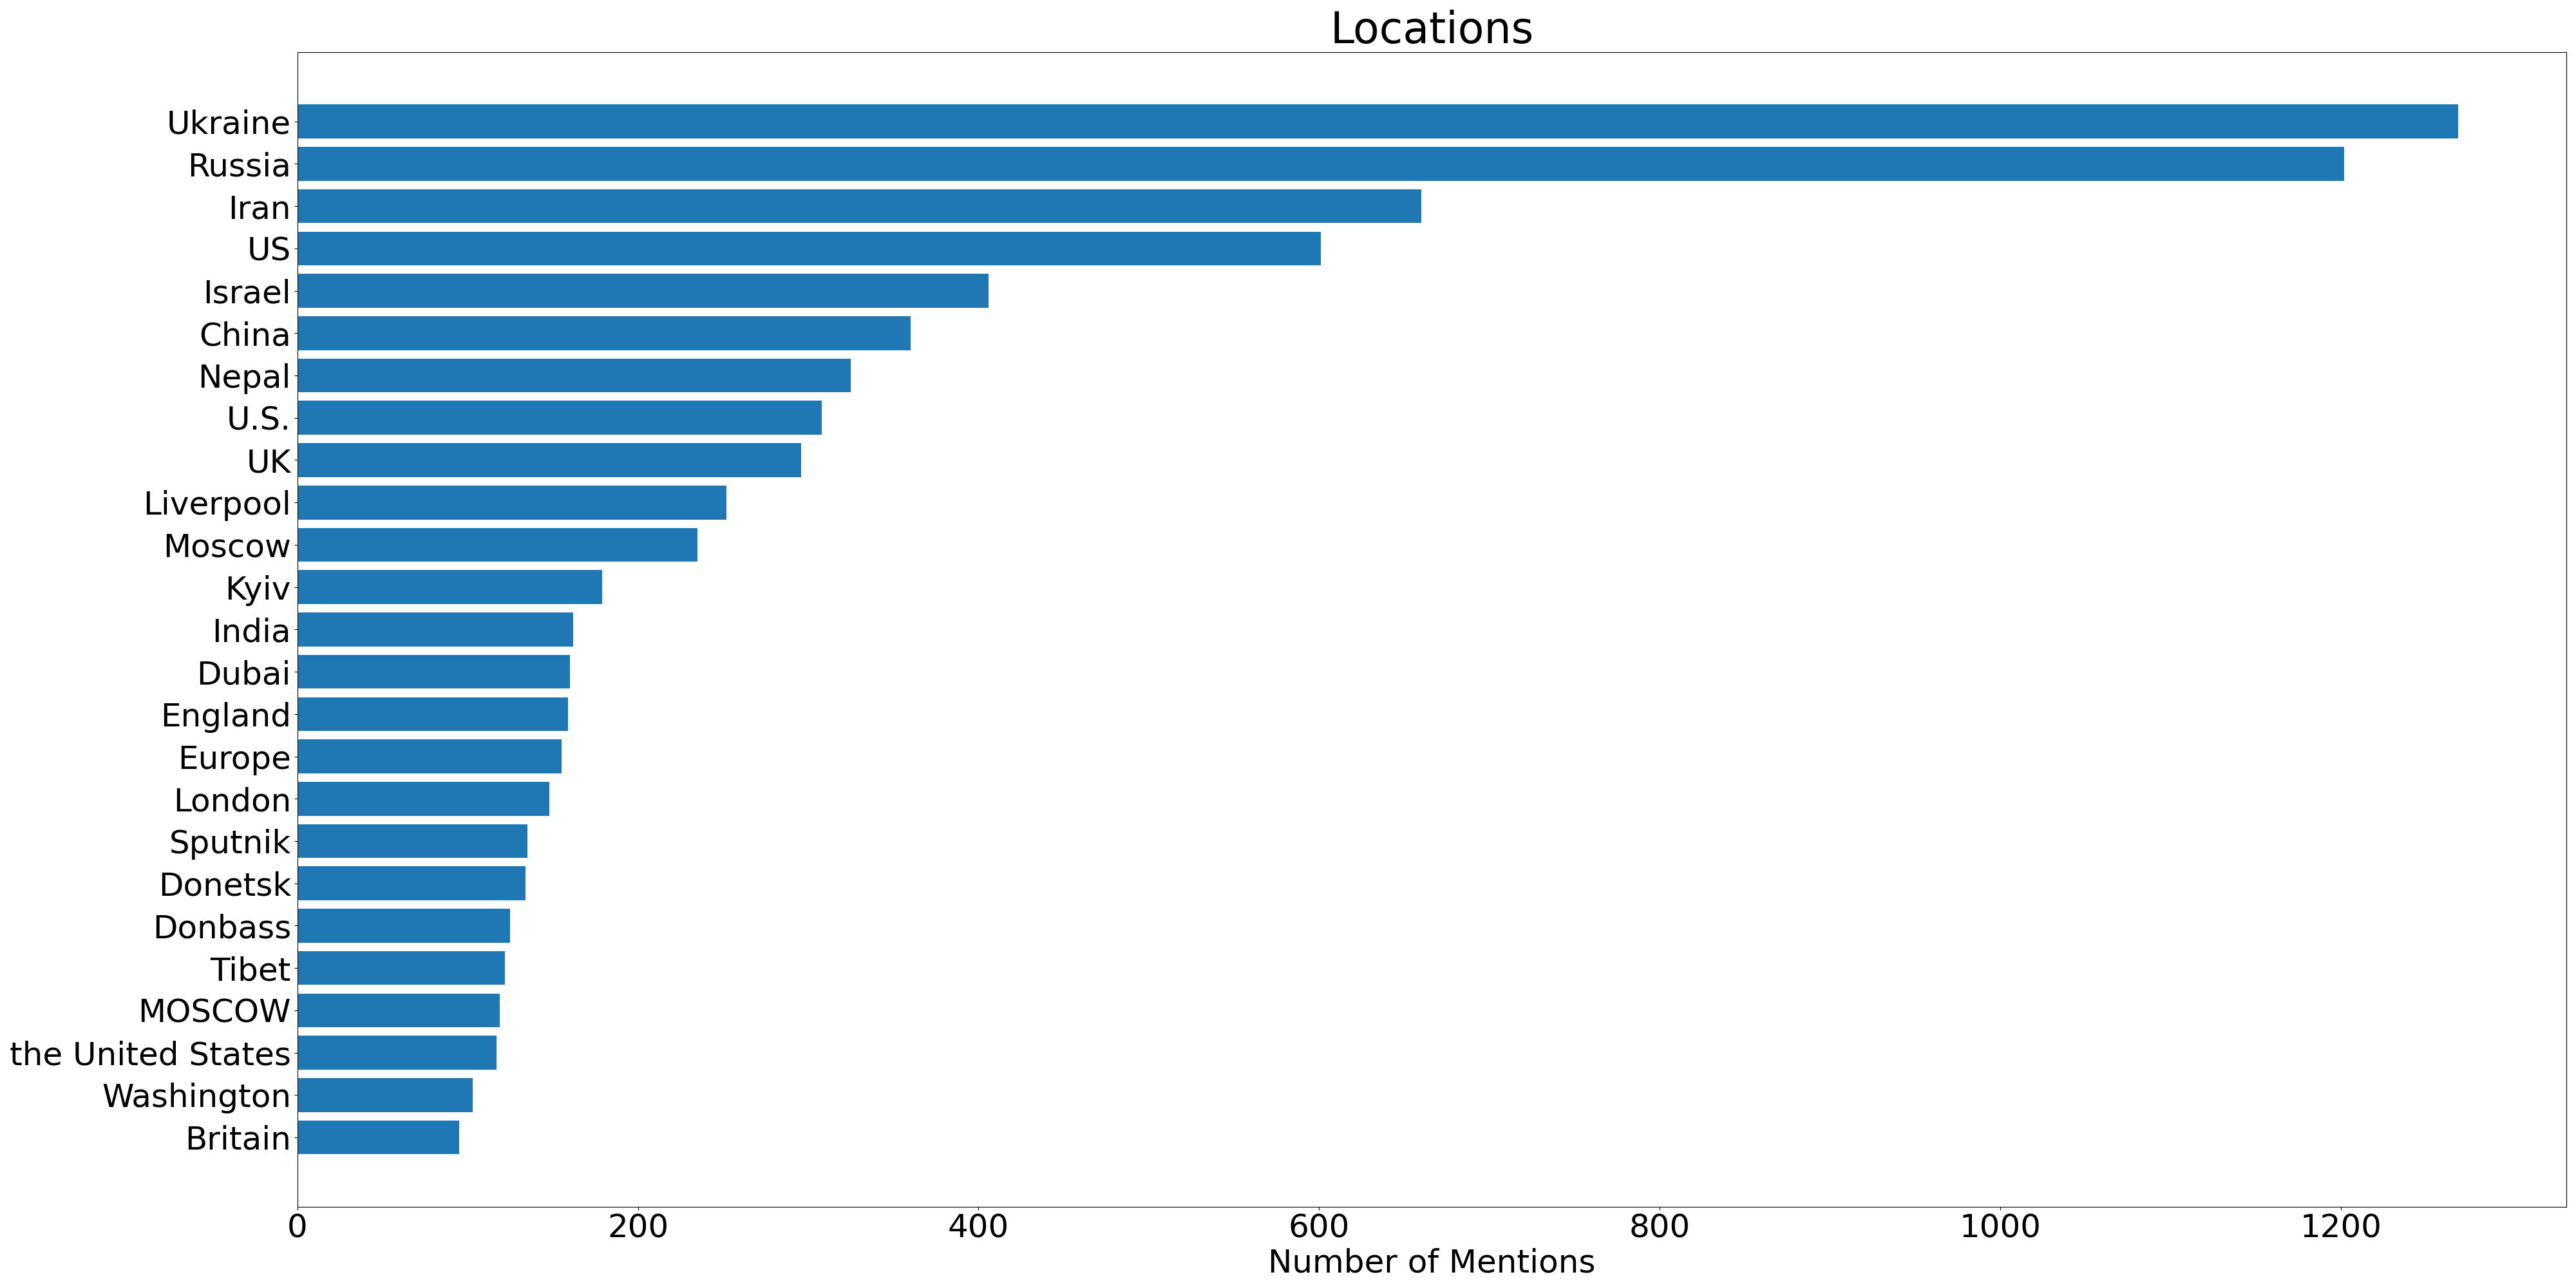 Locations
Ukraine
Russia
Iran
US
Israel
China
Nepal
U.S.
UK
Liverpool
Moscow
Kyiv
India
Dubai
England
Europe
London
Sputnik
Donetsk
Donbass
Tibet
MOSCOW
the United States
Washington
Britain
0 200 400 600 800 1000 1200
Number of Mentions